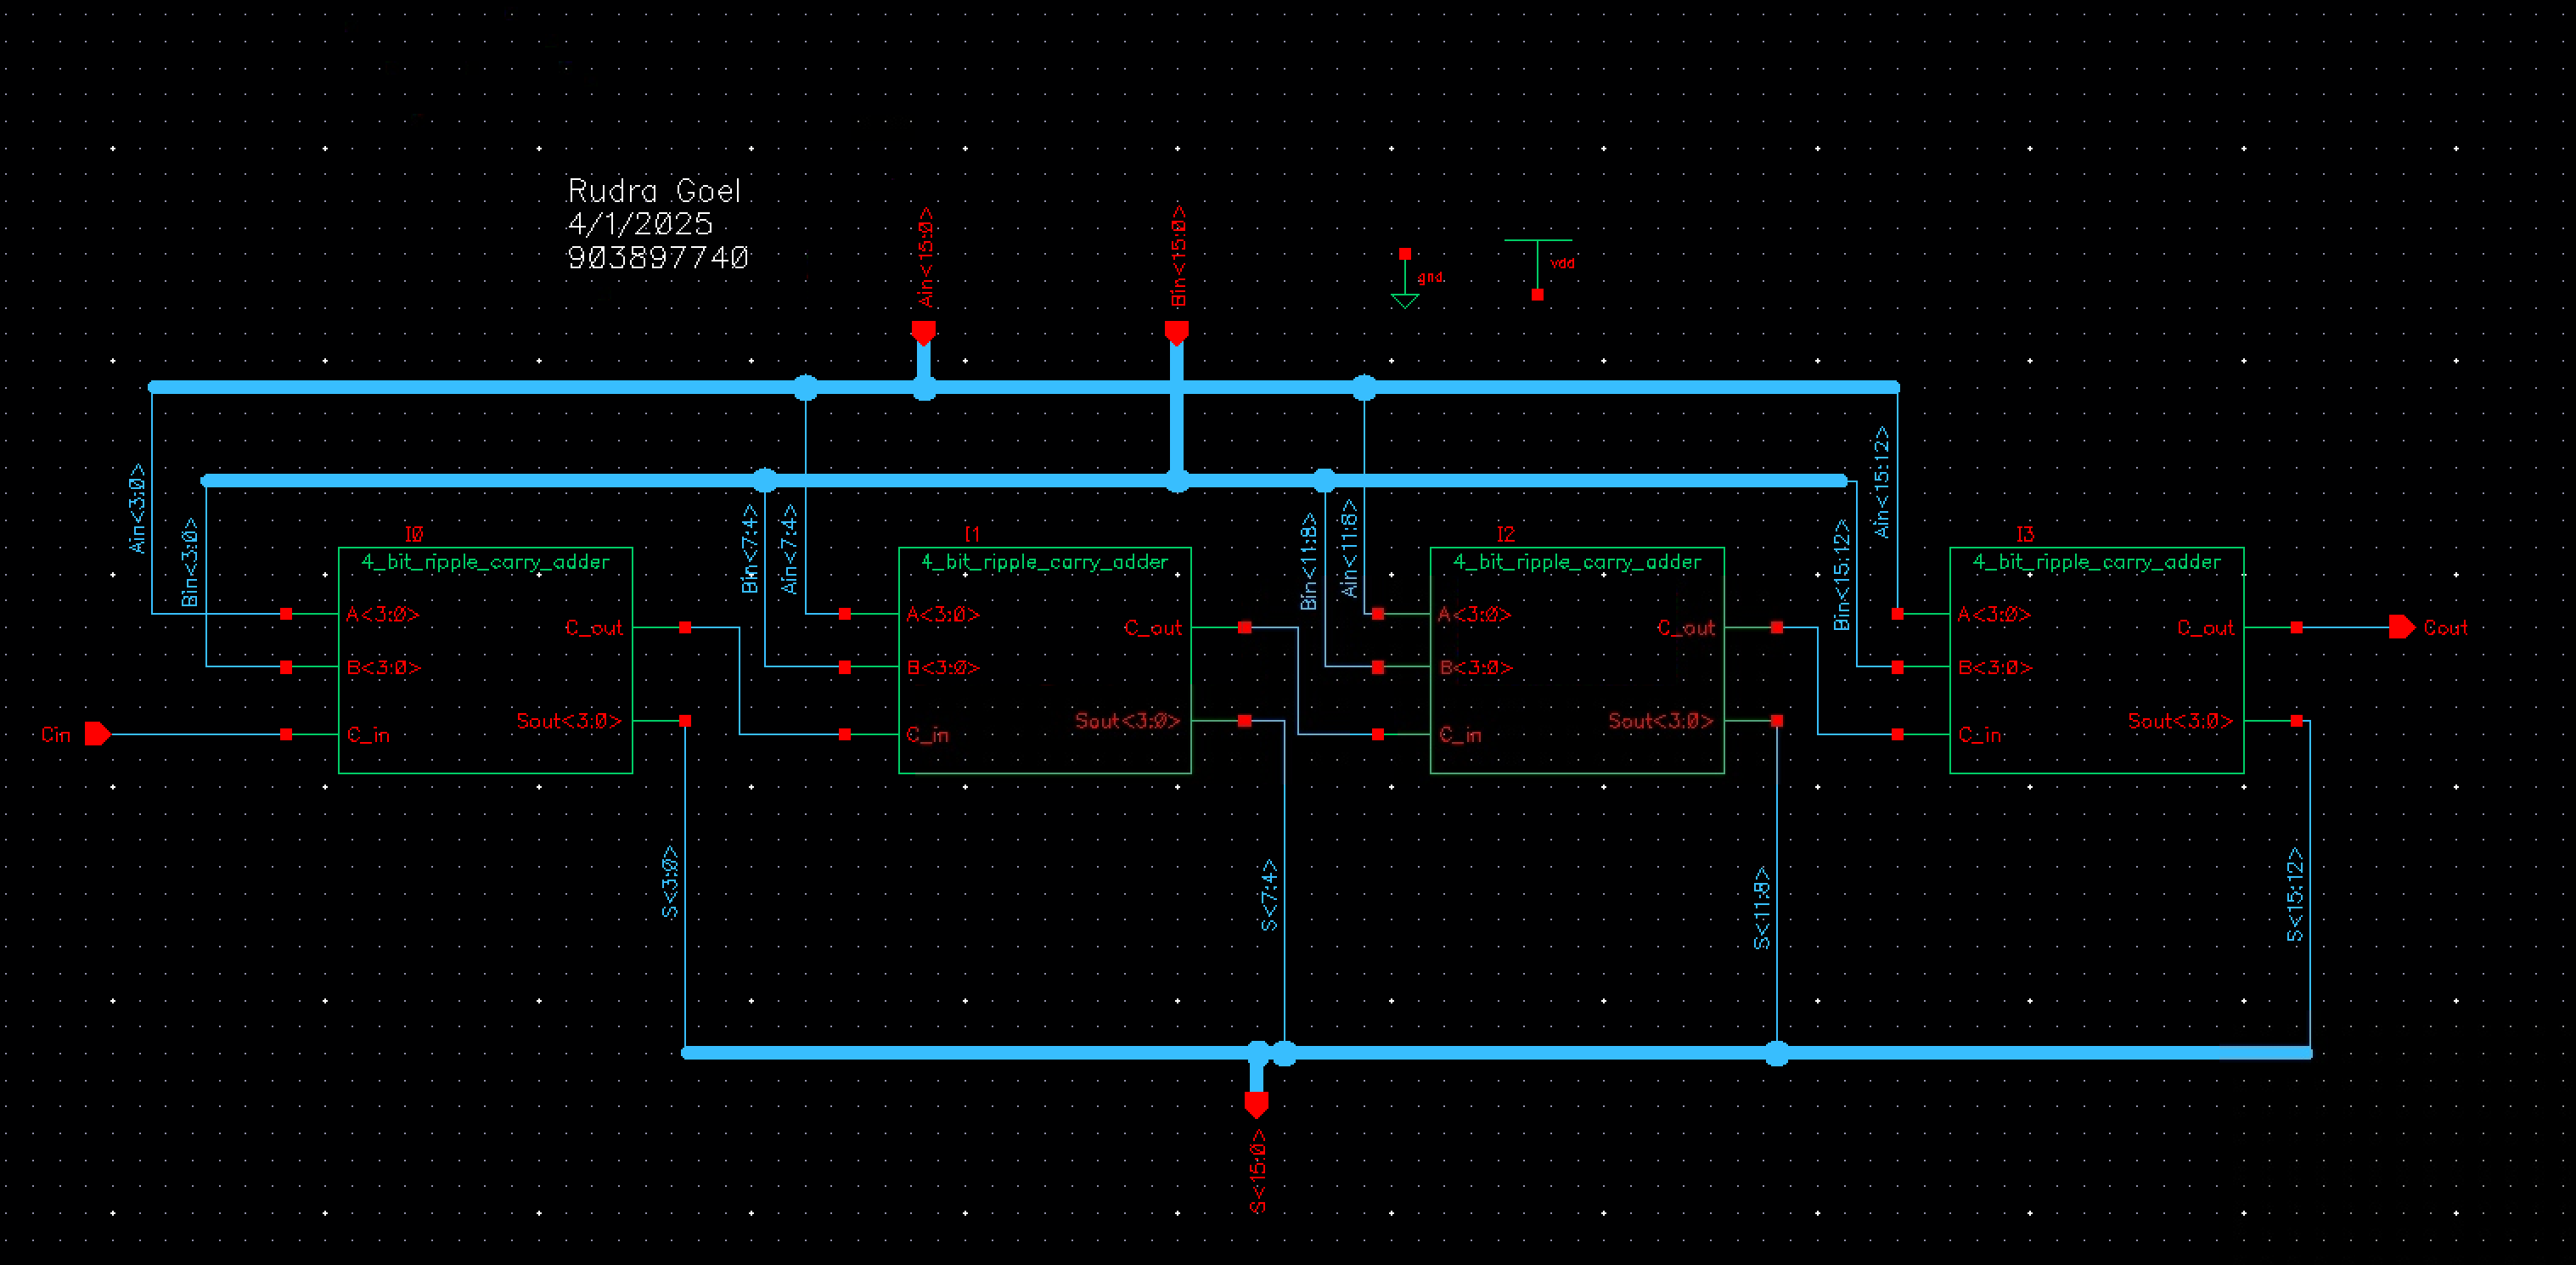 Rudra Goel
4/1/2025
903897740
Ain<15:0>
Bin<15:0>
gnd
vdd
Ain<3:0>
Bin<3:0>
Bin<7:4>
Ain<7:4>
Bin<11:8>
Ain<11:8>
Bin<15:12>
Ain<15:12>
I0
4_bit_ripple_carry_adder
A<3:0>
B<3:0>
C_in
C_out
Sout<3:0>
I1
4_bit_ripple_carry_adder
A<3:0>
B<3:0>
C_in
C_out
Sout<3:0>
I2
4_bit_ripple_carry_adder
A<3:0>
B<3:0>
C_in
C_out
Sout<3:0>
I3
4_bit_ripple_carry_adder
A<3:0>
B<3:0>
C_in
C_out
Sout<3:0>
Cin
Cout
S<3:0>
S<7:4>
S<11:8>
S<15:12>
S<15:0>